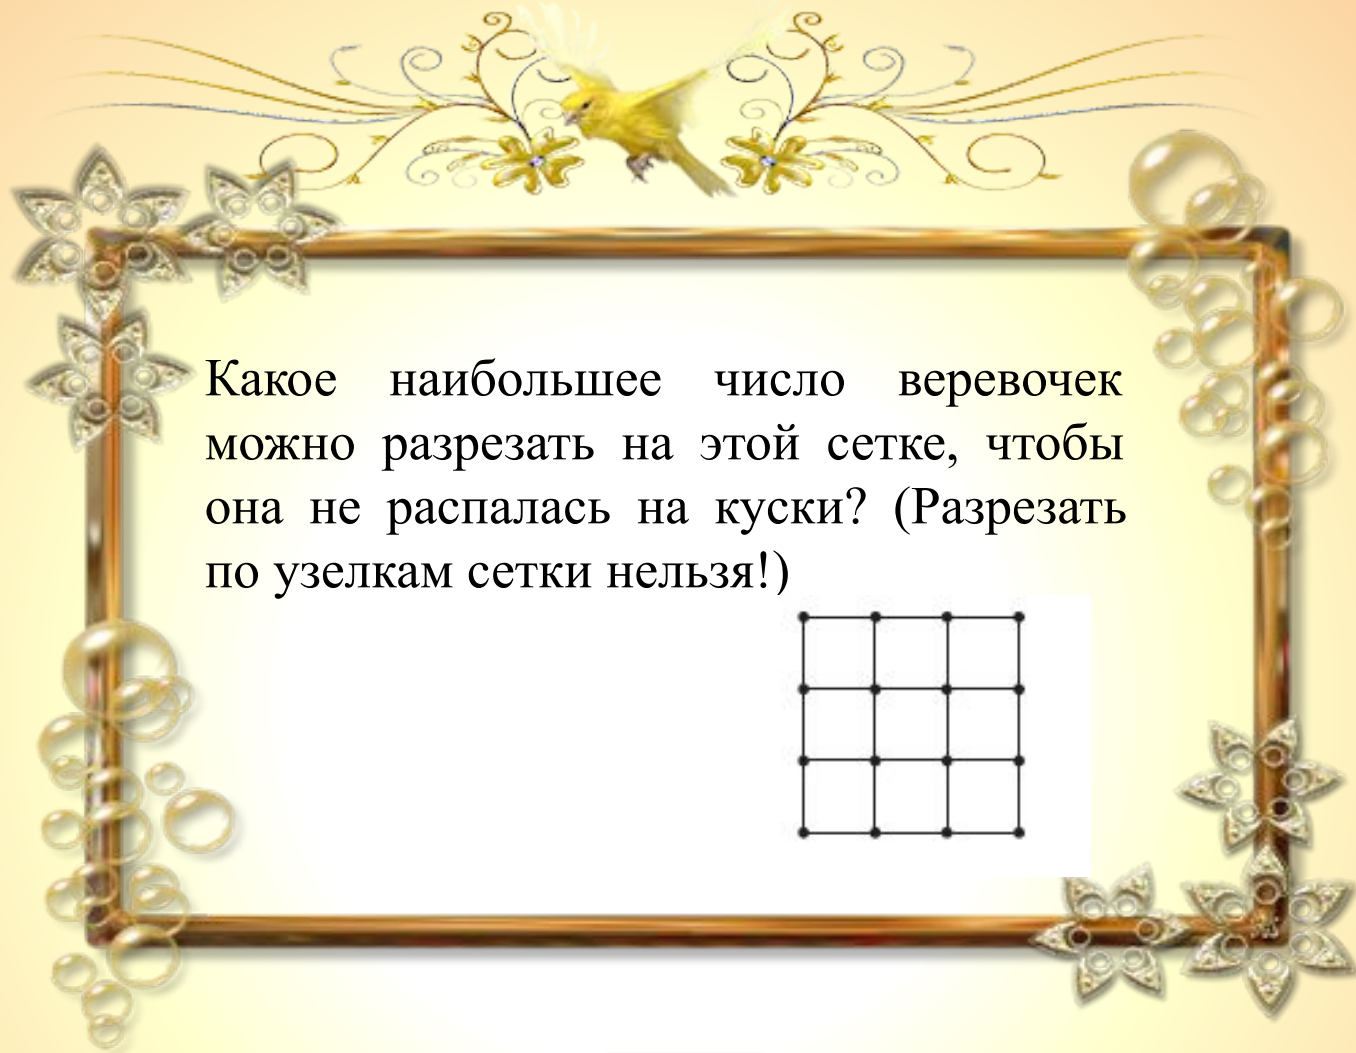 Какое наибольшее число веревочек
можно разрезать на этой сетке, чтобы
она не распалась на куски? (Разрезать
по узелкам сетки нельзя!)